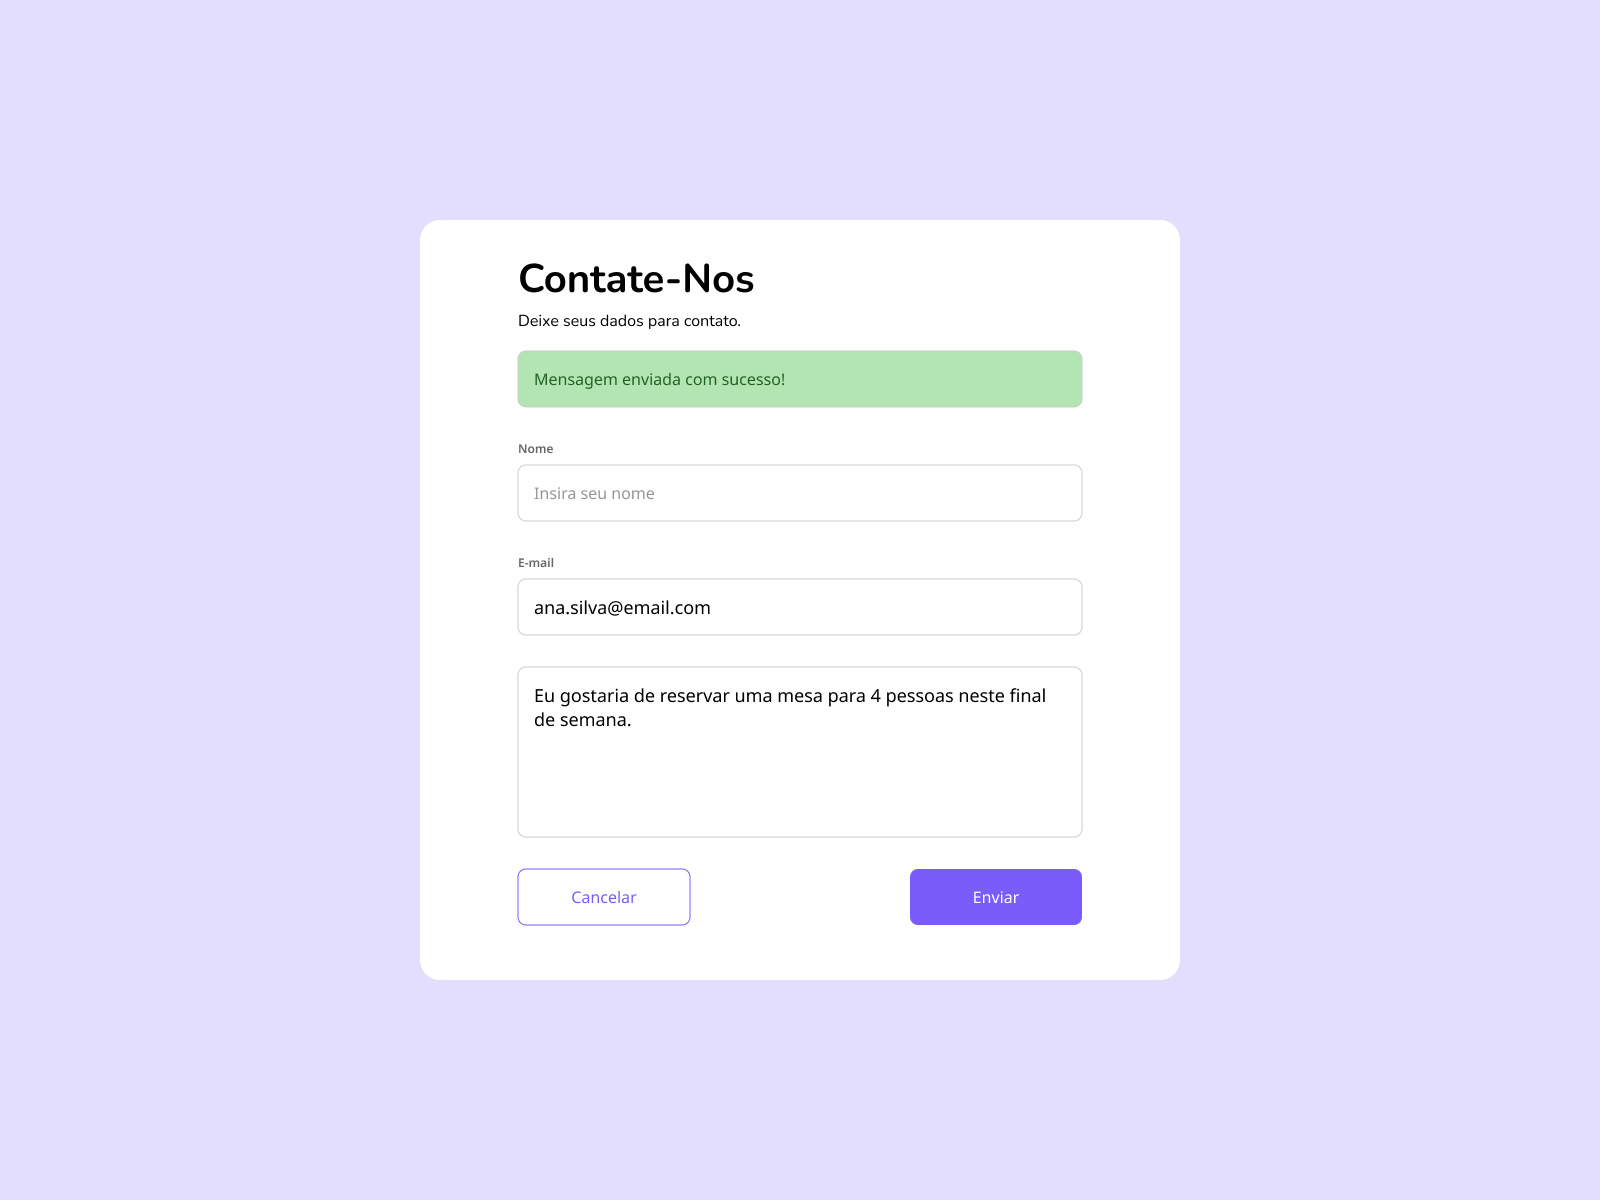 Contate-Nos
Deixe seus dados para contato.
Mensagem enviada com sucesso!
Nome
Insira seu nome
E-mail
ana.silva@email.com
Eu gostaria de reservar uma mesa para 4 pessoas neste final
de semana.
Cancelar
Enviar